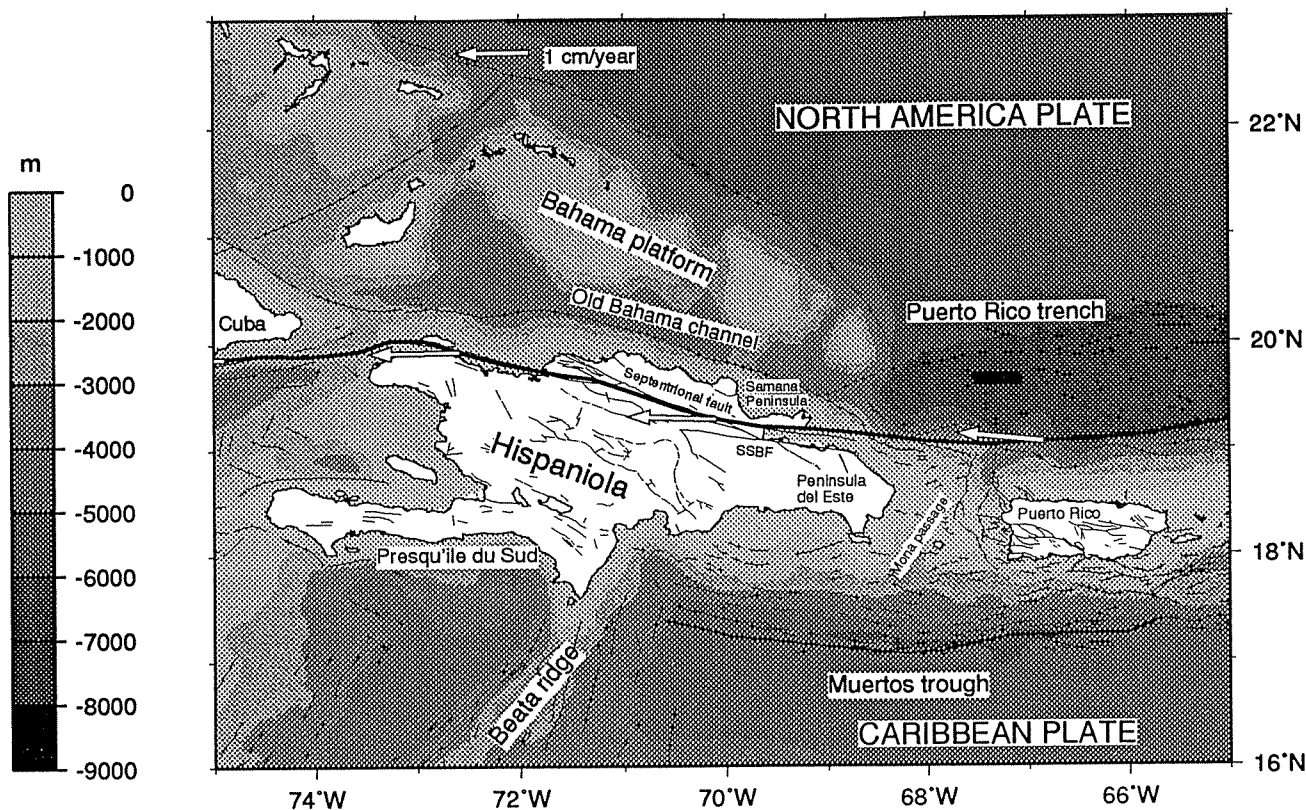 1 cm/year
NORTH AMERICA PLATE
22°N
m
0
-1000
-2000
-3000
-4000
-5000
-6000
-7000
-8000
-9000
Bahama platform
Old Bahama channel
Puerto Rico trench
20°N
Cuba
Septentrional fault
Samana
Peninsula
SSBF
Hispaniola
Peninsula
del Este
Mona passage
Puerto Rico
18°N
Presqu'ile du Sud
Beata ridge
Muertos trough
CARIBBEAN PLATE
16°N
74°W
72°W
70°W
68°W
66°W